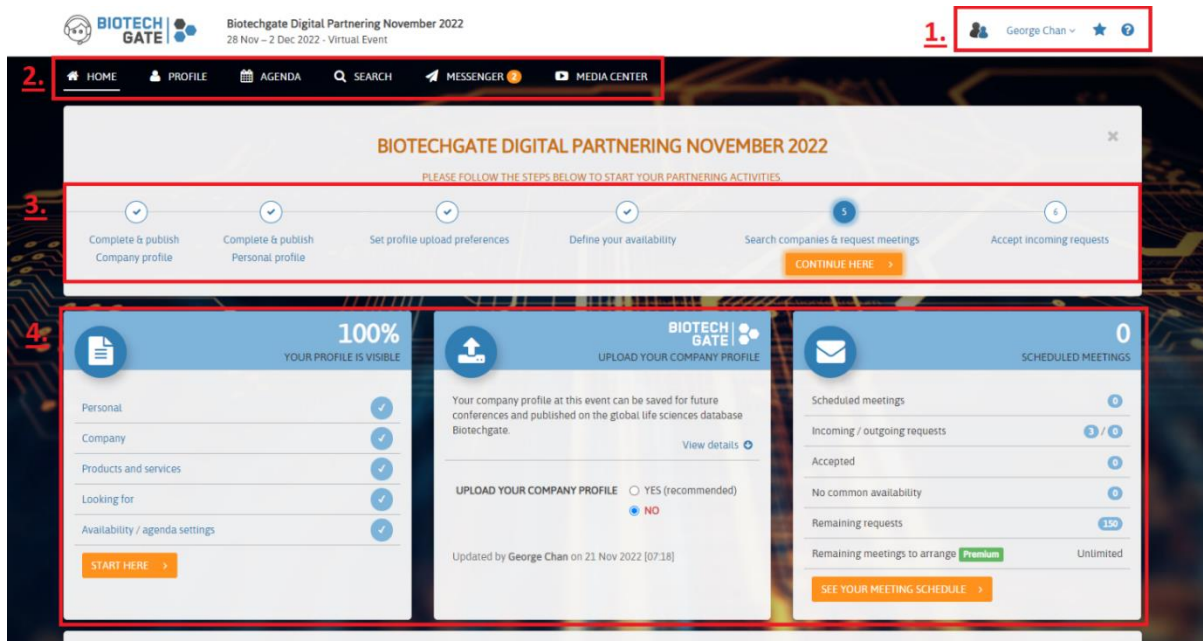 BIOTECH GATE
Biotechgate Digital Partnering November 2022
28 Nov – 2 Dec 2022 - Virtual Event
1.
George Chan
2.
HOME PROFILE AGENDA SEARCH MESSENGER 2 MEDIA CENTER
BIOTECHGATE DIGITAL PARTNERING NOVEMBER 2022
PLEASE FOLLOW THE STEPS BELOW TO START YOUR PARTNERING ACTIVITIES.
3.
5 6
Complete & publish Company profile
Complete & publish Personal profile
Set profile upload preferences
Define your availability
Search companies & request meetings
CONTINUE HERE >
Accept incoming requests
4.
100%
YOUR PROFILE IS VISIBLE
Personal
Company
Products and services
Looking for
Availability / agenda settings
START HERE >
BIOTECH GATE
UPLOAD YOUR COMPANY PROFILE
Your company profile at this event can be saved for future
conferences and published on the global life sciences database
Biotechgate.
View details
UPLOAD YOUR COMPANY PROFILE YES (recommended)
NO
Updated by George Chan on 21 Nov 2022 [07:18]
0
SCHEDULED MEETINGS
Scheduled meetings 0
Incoming / outgoing requests 3 / 0
Accepted 0
No common availability 0
Remaining requests 150
Remaining meetings to arrange Premium Unlimited
SEE YOUR MEETING SCHEDULE >